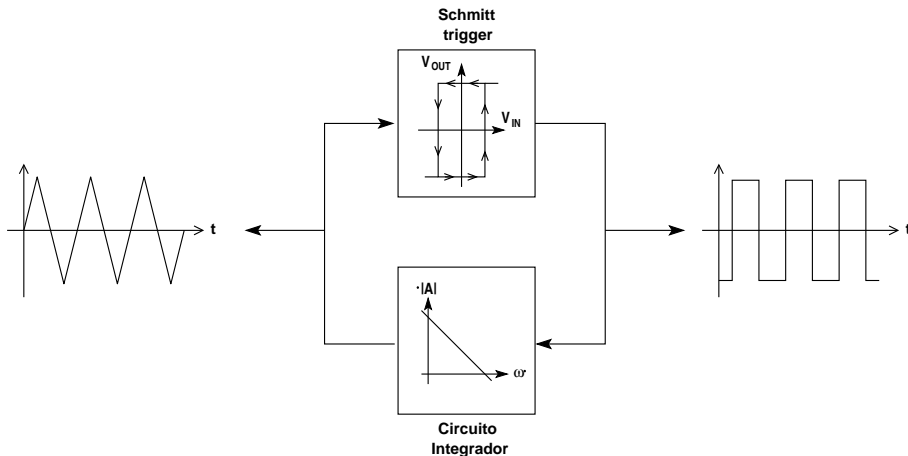 Schmitt
trigger
VOUT
VIN
t
t
|A|
ω
Circuito
Integrador